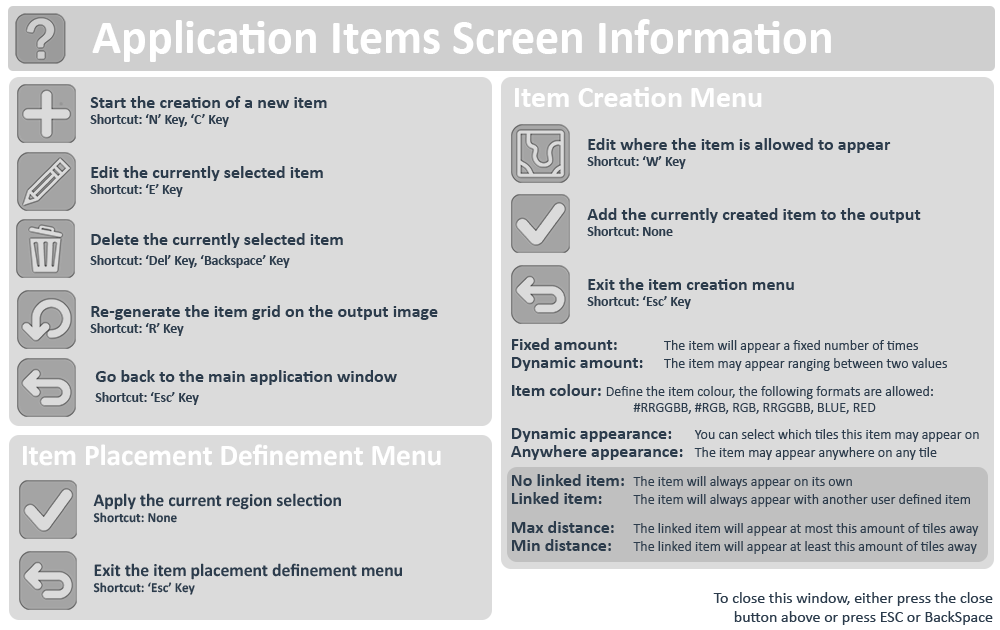 Application Items Screen Information
Start the creation of a new item
Shortcut: ‘N’ Key, ‘C’ Key
Edit the currently selected item
Shortcut: ‘E’ Key
Delete the currently selected item
Shortcut: ‘Del’ Key, ‘Backspace’ Key
Re-generate the item grid on the output image
Shortcut: ‘R’ Key
Go back to the main application window
Shortcut: ‘Esc’ Key
Item Placement Definement Menu
Apply the current region selection
Shortcut: None
Exit the item placement definement menu
Shortcut: ‘Esc’ Key
Item Creation Menu
Edit where the item is allowed to appear
Shortcut: ‘W’ Key
Add the currently created item to the output
Shortcut: None
Exit the item creation menu
Shortcut: ‘Esc’ Key
Fixed amount: The item will appear a fixed number of times
Dynamic amount: The item may appear ranging between two values
Item colour: Define the item colour, the following formats are allowed:
#RRGGBB, #RGB, RGB, RRGGBB, BLUE, RED
Dynamic appearance: You can select which tiles this item may appear on
Anywhere appearance: The item may appear anywhere on any tile
No linked item: The item will always appear on its own
Linked item: The item will always appear with another user defined item
Max distance: The linked item will appear at most this amount of tiles away
Min distance: The linked item will appear at least this amount of tiles away
To close this window, either press the close
button above or press ESC or BackSpace